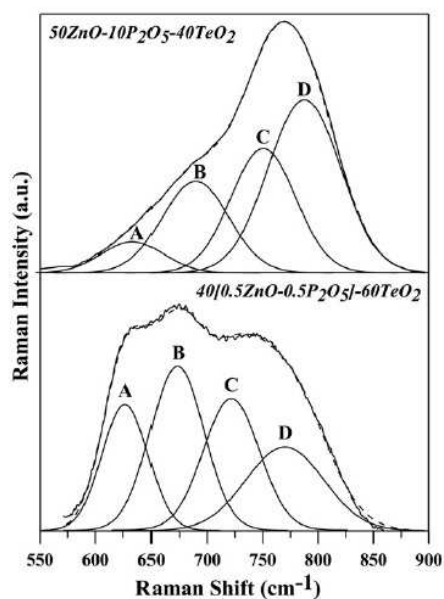 50ZnO-10P₂O₅-40TeO₂
D
C
B
A
40[0.5ZnO-0.5P₂O₅]-60TeO₂
B
A
C
D
Raman Intensity (a.u.)
550 600 650 700 750 800 850 900
Raman Shift (cm⁻¹)